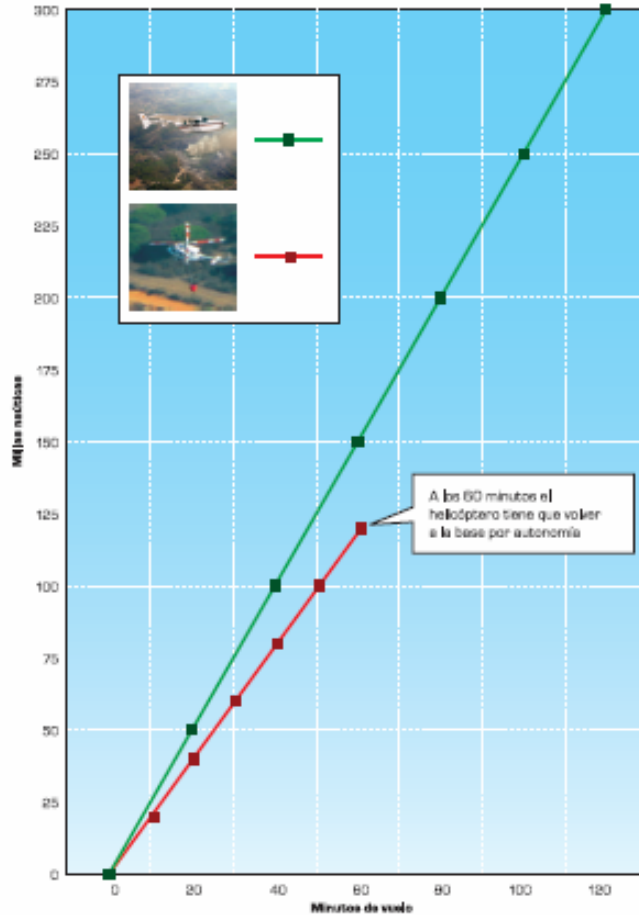 300
275
250
225
200
175
150
125
100
75
50
25
0
Millas naúticas
A los 60 minutos el
helicóptero tiene que volver
a la base por autonomía
0 20 40 60 80 100 120
Minutos de vuelo